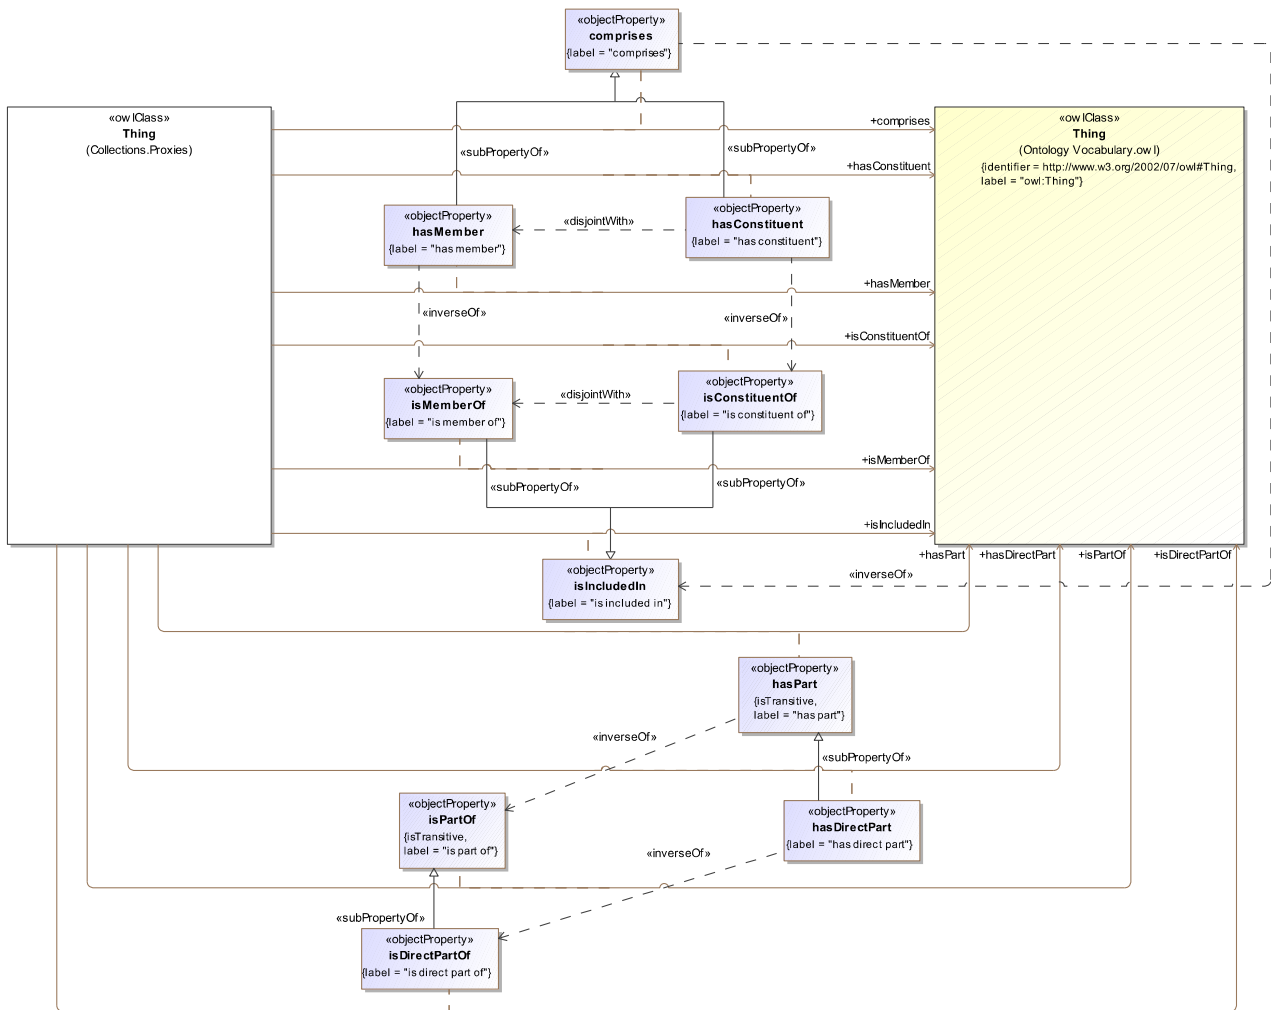 «objectProperty»
comprises
{label = "comprises"}
«owlClass»
Thing
(Collections.Proxies)
«owlClass»
Thing
(Ontology Vocabulary.owl)
{identifier = http://www.w3.org/2002/07/owl#Thing,
label = "owl:Thing"}
+comprises
«subPropertyOf»
«subPropertyOf»
+hasConstituent
«objectProperty»
hasMember
{label = "has member"}
«disjointWith»
«objectProperty»
hasConstituent
{label = "has constituent"}
+hasMember
«inverseOf»
«inverseOf»
+isConstituentOf
«objectProperty»
isMemberOf
{label = "is member of"}
«disjointWith»
«objectProperty»
isConstituentOf
{label = "is constituent of"}
+isMemberOf
«subPropertyOf»
«subPropertyOf»
+isIncludedIn
«objectProperty»
isIncludedIn
{label = "is included in"}
+hasPart
+hasDirectPart
+isPartOf
+isDirectPartOf
«inverseOf»
«objectProperty»
hasPart
{isTransitive,
label = "has part"}
«inverseOf»
«subPropertyOf»
«objectProperty»
isPartOf
{isTransitive,
label = "is part of"}
«objectProperty»
hasDirectPart
{label = "has direct part"}
«inverseOf»
«subPropertyOf»
«objectProperty»
isDirectPartOf
{label = "is direct part of"}